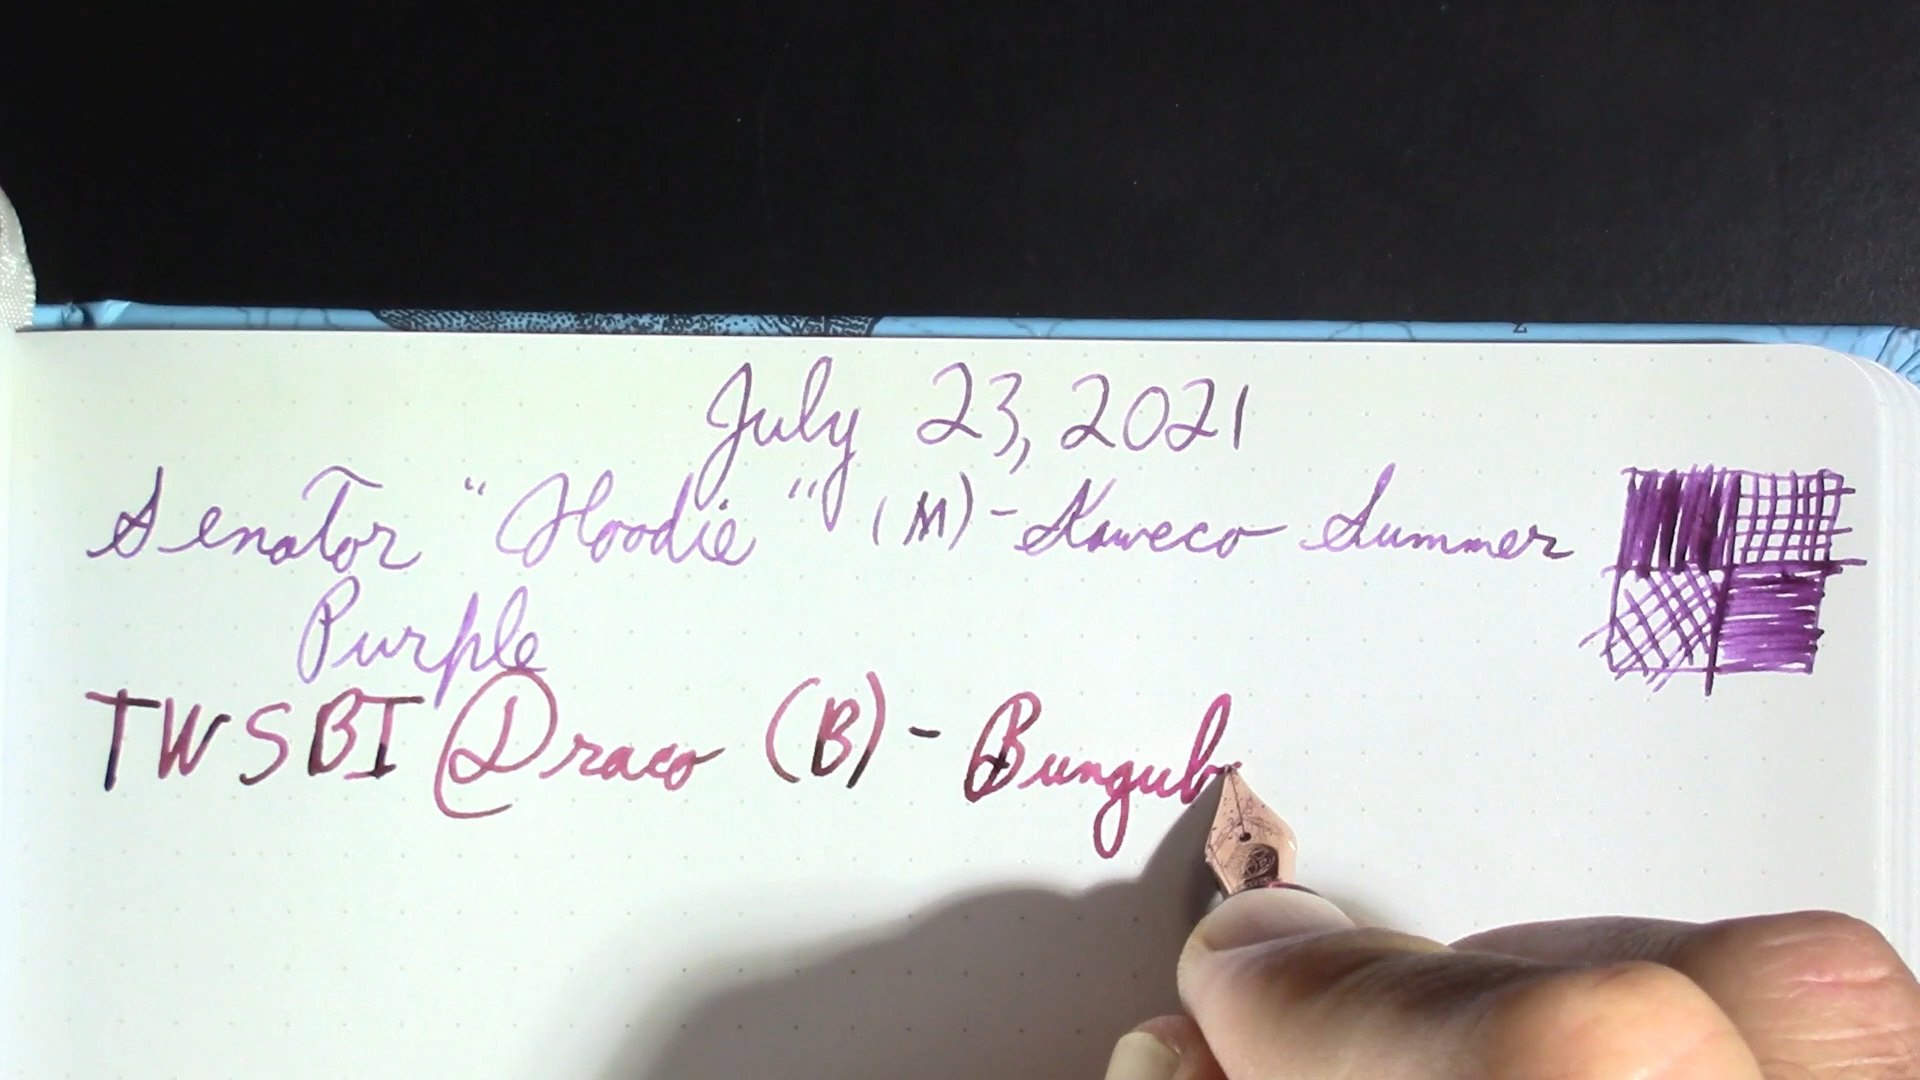 July 23, 2021
Senator "Hoodie" (M) - Kaweco Summer
Purple
TWSBI Draco (B) - Bungub